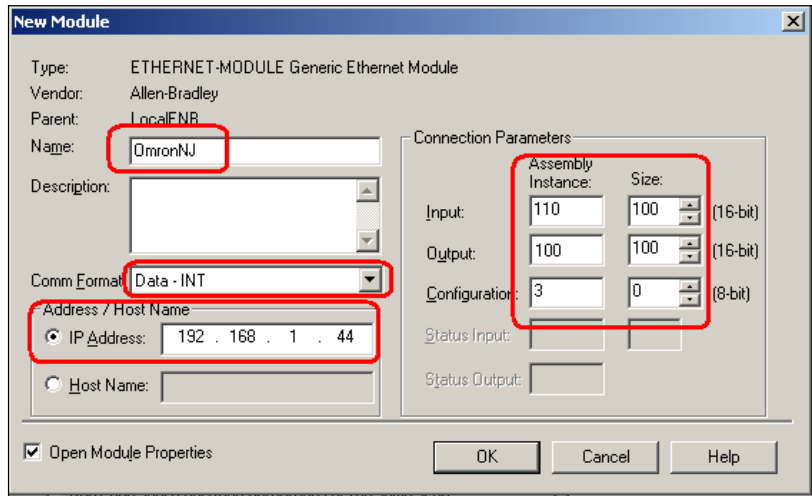 New Module
Type: ETHERNET-MODULE Generic Ethernet Module
Vendor: Allen-Bradley
Parent: LocalENB
Name: OmronNJ
Description:
Comm Format: Data - INT
Address / Host Name
IP Address: 192 . 168 . 1 . 44
Host Name:
Connection Parameters
Assembly
Instance: Size:
Input: 110 100 (16-bit)
Output: 100 100 (16-bit)
Configuration: 3 0 (8-bit)
Status Input:
Status Output:
Open Module Properties
OK Cancel Help